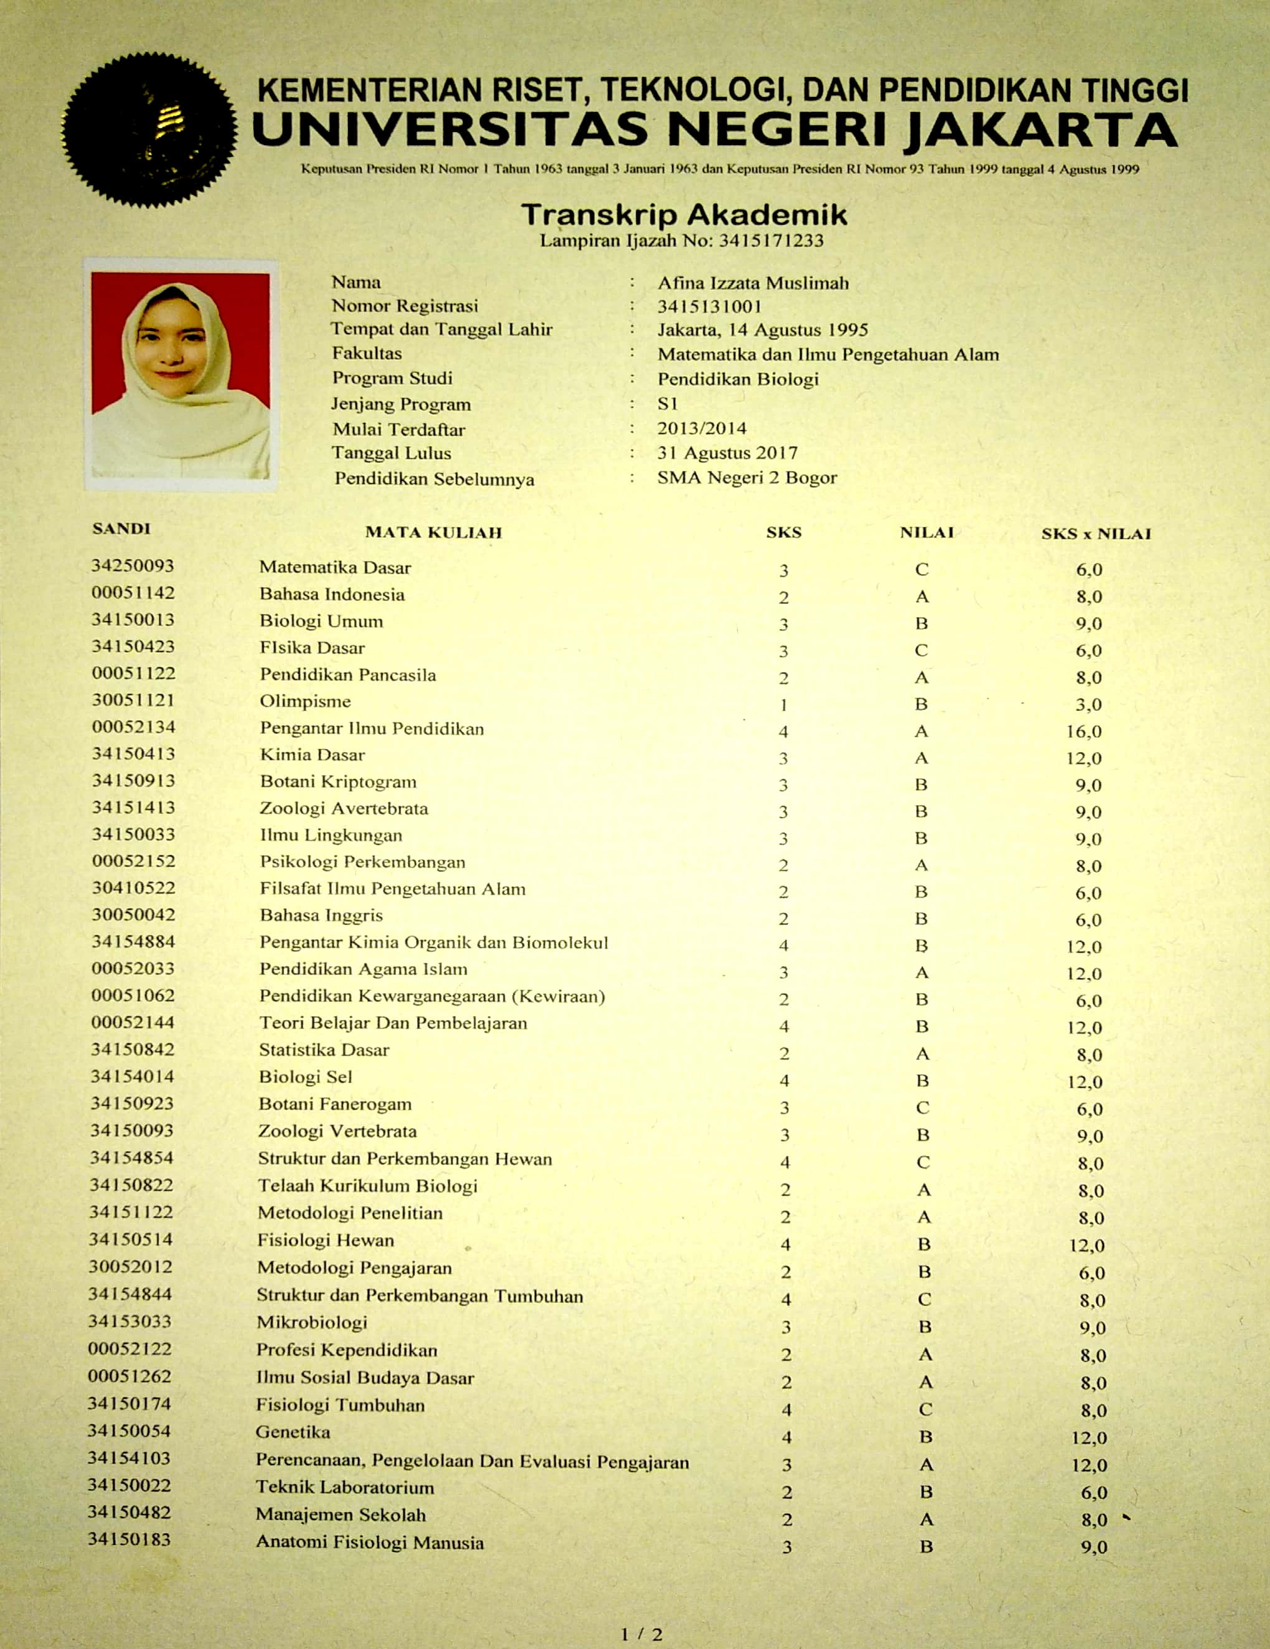 KEMENTERIAN RISET, TEKNOLOGI, DAN PENDIDIKAN TINGGI
UNIVERSITAS NEGERI JAKARTA
Keputusan Presiden RI Nomor 1 Tahun 1963 tanggal 3 Januari 1963 dan Keputusan Presiden RI Nomor 93 Tahun 1999 tanggal 4 Agustus 1999
Transkrip Akademik
Lampiran Ijazah No: 3415171233
Nama : Afina Izzata Muslimah
Nomor Registrasi : 3415131001
Tempat dan Tanggal Lahir : Jakarta, 14 Agustus 1995
Fakultas : Matematika dan Ilmu Pengetahuan Alam
Program Studi : Pendidikan Biologi
Jenjang Program : S1
Mulai Terdaftar : 2013/2014
Tanggal Lulus : 31 Agustus 2017
Pendidikan Sebelumnya : SMA Negeri 2 Bogor
SANDI MATA KULIAH SKS NILAI SKS x NILAI
34250093 Matematika Dasar 3 C 6,0
00051142 Bahasa Indonesia 2 A 8,0
34150013 Biologi Umum 3 B 9,0
34150423 FIsika Dasar 3 C 6,0
00051122 Pendidikan Pancasila 2 A 8,0
30051121 Olimpisme 1 B 3,0
00052134 Pengantar Ilmu Pendidikan 4 A 16,0
34150413 Kimia Dasar 3 A 12,0
34150913 Botani Kriptogram 3 B 9,0
34151413 Zoologi Avertebrata 3 B 9,0
34150033 Ilmu Lingkungan 3 B 9,0
00052152 Psikologi Perkembangan 2 A 8,0
30410522 Filsafat Ilmu Pengetahuan Alam 2 B 6,0
30050042 Bahasa Inggris 2 B 6,0
34154884 Pengantar Kimia Organik dan Biomolekul 4 B 12,0
00052033 Pendidikan Agama Islam 3 A 12,0
00051062 Pendidikan Kewarganegaraan (Kewiraan) 2 B 6,0
00052144 Teori Belajar Dan Pembelajaran 4 B 12,0
34150842 Statistika Dasar 2 A 8,0
34154014 Biologi Sel 4 B 12,0
34150923 Botani Fanerogam 3 C 6,0
34150093 Zoologi Vertebrata 3 B 9,0
34154854 Struktur dan Perkembangan Hewan 4 C 8,0
34150822 Telaah Kurikulum Biologi 2 A 8,0
34151122 Metodologi Penelitian 2 A 8,0
34150514 Fisiologi Hewan 4 B 12,0
30052012 Metodologi Pengajaran 2 B 6,0
34154844 Struktur dan Perkembangan Tumbuhan 4 C 8,0
34153033 Mikrobiologi 3 B 9,0
00052122 Profesi Kependidikan 2 A 8,0
00051262 Ilmu Sosial Budaya Dasar 2 A 8,0
34150174 Fisiologi Tumbuhan 4 C 8,0
34150054 Genetika 4 B 12,0
34154103 Perencanaan, Pengelolaan Dan Evaluasi Pengajaran 3 A 12,0
34150022 Teknik Laboratorium 2 B 6,0
34150482 Manajemen Sekolah 2 A 8,0
34150183 Anatomi Fisiologi Manusia 3 B 9,0
1 / 2